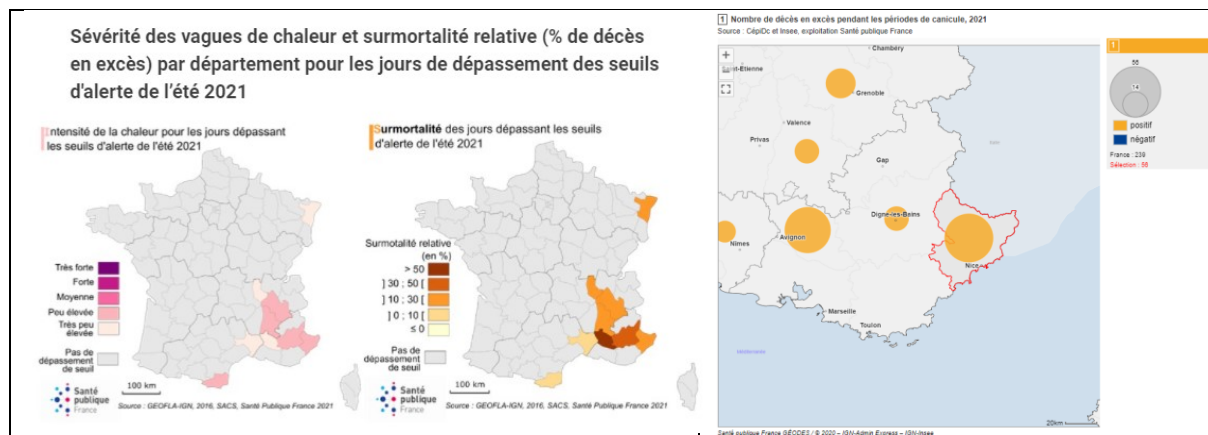 Sévérité des vagues de chaleur et surmortalité relative (% de décès
en excès) par département pour les jours de dépassement des seuils
d'alerte de l'été 2021
Intensité de la chaleur pour les jours dépassant
les seuils d'alerte de l'été 2021
Très forte
Forte
Moyenne
Peu élevée
Très peu
élevée
Pas de
dépassement
de seuil
100 km
Santé
publique
France
Source : GEOFLA-IGN, 2016, SACS, Santé Publique France 2021
Surmortalité des jours dépassant les seuils
d'alerte de l'été 2021
Surmotalité relative
(en %)
> 50
] 30 ; 50 [
] 10 ; 30 [
] 0 ; 10 [
≤ 0
Pas de
dépassement
de seuil
100 km
Santé
publique
France
Source : GEOFLA-IGN, 2016, SACS, Santé Publique France 2021
1 Nombre de décès en excès pendant les périodes de canicule, 2021
Source : CépiDc et Insee, exploitation Santé publique France
+
-
Chambéry
nt-Étienne
Grenoble
Valence
Privas
Gap
Digne-les-Bains
Avignon
Nîmes
Nice
Marseille
Toulon
20km
1
56
14
positif
négatif
France : 239
Sélection : 56
Santé publique France GÉODES / © 2020 – IGN-Admin Express – IGN-Insee